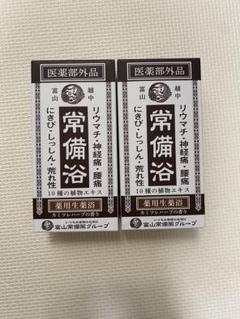 医薬部外品
越中
富山
リウマチ・神経痛・腰痛
常備浴
にきび・しっしん・荒れ性
10種の植物エキス
薬用生薬浴
カミツレハーブの香り
富山常備薬グループ
医薬部外品
越中
富山
リウマチ・神経痛・腰痛
常備浴
にきび・しっしん・荒れ性
10種の植物エキス
薬用生薬浴
カミツレハーブの香り
富山常備薬グループ